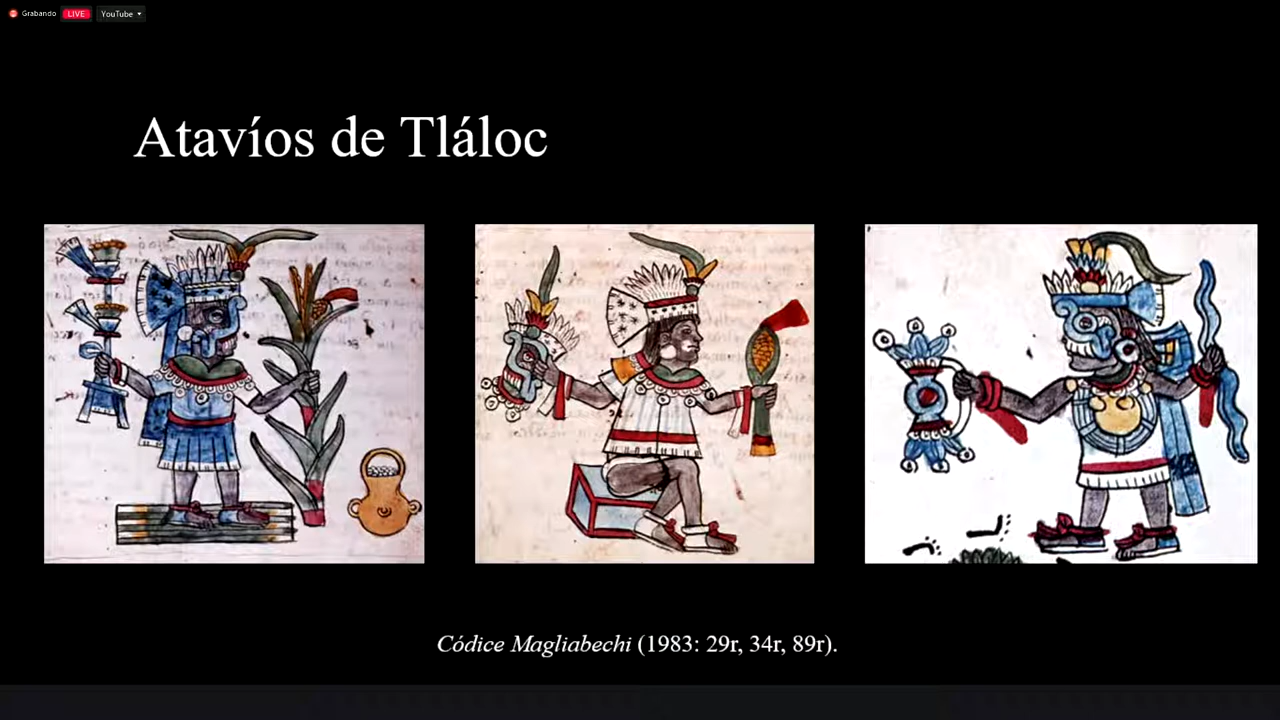 Grabando LIVE YouTube
Atavíos de Tláloc
Códice Magliabechi (1983: 29r, 34r, 89r).